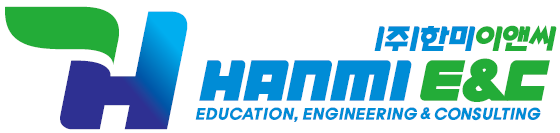 (주)한미이앤씨
HANMI E&C
EDUCATION, ENGINEERING & CONSULTING